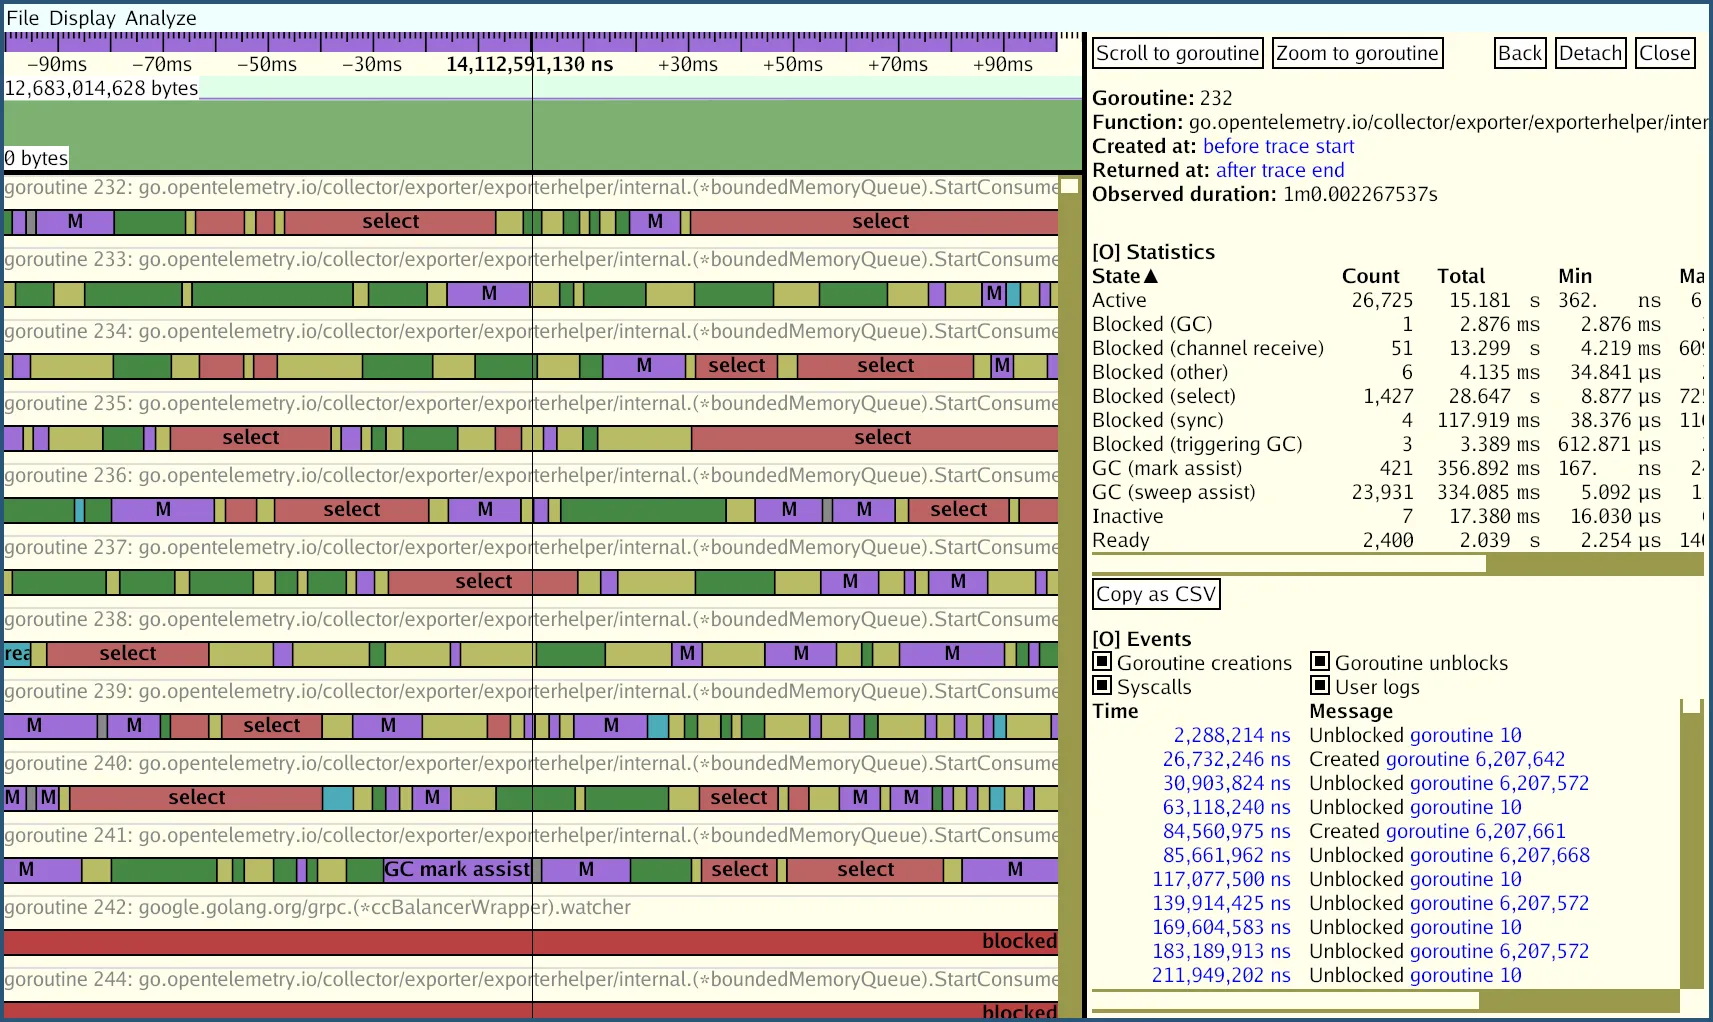 File Display Analyze
−90ms −70ms −50ms −30ms 14,112,591,130 ns +30ms +50ms +70ms +90ms
12,683,014,628 bytes
0 bytes
goroutine 232: go.opentelemetry.io/collector/exporter/exporterhelper/internal.(*boundedMemoryQueue).StartConsume
M select M select
goroutine 233: go.opentelemetry.io/collector/exporter/exporterhelper/internal.(*boundedMemoryQueue).StartConsume
M M
goroutine 234: go.opentelemetry.io/collector/exporter/exporterhelper/internal.(*boundedMemoryQueue).StartConsume
M select select M
goroutine 235: go.opentelemetry.io/collector/exporter/exporterhelper/internal.(*boundedMemoryQueue).StartConsume
select select
goroutine 236: go.opentelemetry.io/collector/exporter/exporterhelper/internal.(*boundedMemoryQueue).StartConsume
M select M M M select
goroutine 237: go.opentelemetry.io/collector/exporter/exporterhelper/internal.(*boundedMemoryQueue).StartConsume
select M M
goroutine 238: go.opentelemetry.io/collector/exporter/exporterhelper/internal.(*boundedMemoryQueue).StartConsume
rea select M M M
goroutine 239: go.opentelemetry.io/collector/exporter/exporterhelper/internal.(*boundedMemoryQueue).StartConsume
M M select M M
goroutine 240: go.opentelemetry.io/collector/exporter/exporterhelper/internal.(*boundedMemoryQueue).StartConsume
M M select M select M M
goroutine 241: go.opentelemetry.io/collector/exporter/exporterhelper/internal.(*boundedMemoryQueue).StartConsume
M GC mark assist M select select M
goroutine 242: google.golang.org/grpc.(*ccBalancerWrapper).watcher
blocked
goroutine 244: go.opentelemetry.io/collector/exporter/exporterhelper/internal.(*boundedMemoryQueue).StartConsume
blocked
Scroll to goroutine Zoom to goroutine Back Detach Close
Goroutine: 232
Function: go.opentelemetry.io/collector/exporter/exporterhelper/inter
Created at: before trace start
Returned at: after trace end
Observed duration: 1m0.002267537s
[O] Statistics
State▲ Count Total Min Ma
Active 26,725 15.181 s 362. ns 6
Blocked (GC) 1 2.876 ms 2.876 ms
Blocked (channel receive) 51 13.299 s 4.219 ms 609
Blocked (other) 6 4.135 ms 34.841 µs
Blocked (select) 1,427 28.647 s 8.877 µs 72
Blocked (sync) 4 117.919 ms 38.376 µs 11
Blocked (triggering GC) 3 3.389 ms 612.871 µs
GC (mark assist) 421 356.892 ms 167. ns 2
GC (sweep assist) 23,931 334.085 ms 5.092 µs 1
Inactive 7 17.380 ms 16.030 µs
Ready 2,400 2.039 s 2.254 µs 14
Copy as CSV
[O] Events
Goroutine creations Goroutine unblocks
Syscalls User logs
Time Message
2,288,214 ns Unblocked goroutine 10
26,732,246 ns Created goroutine 6,207,642
30,903,824 ns Unblocked goroutine 6,207,572
63,118,240 ns Unblocked goroutine 10
84,560,975 ns Created goroutine 6,207,661
85,661,962 ns Unblocked goroutine 6,207,668
117,077,500 ns Unblocked goroutine 10
139,914,425 ns Unblocked goroutine 6,207,572
169,604,583 ns Unblocked goroutine 10
183,189,913 ns Unblocked goroutine 6,207,572
211,949,202 ns Unblocked goroutine 10